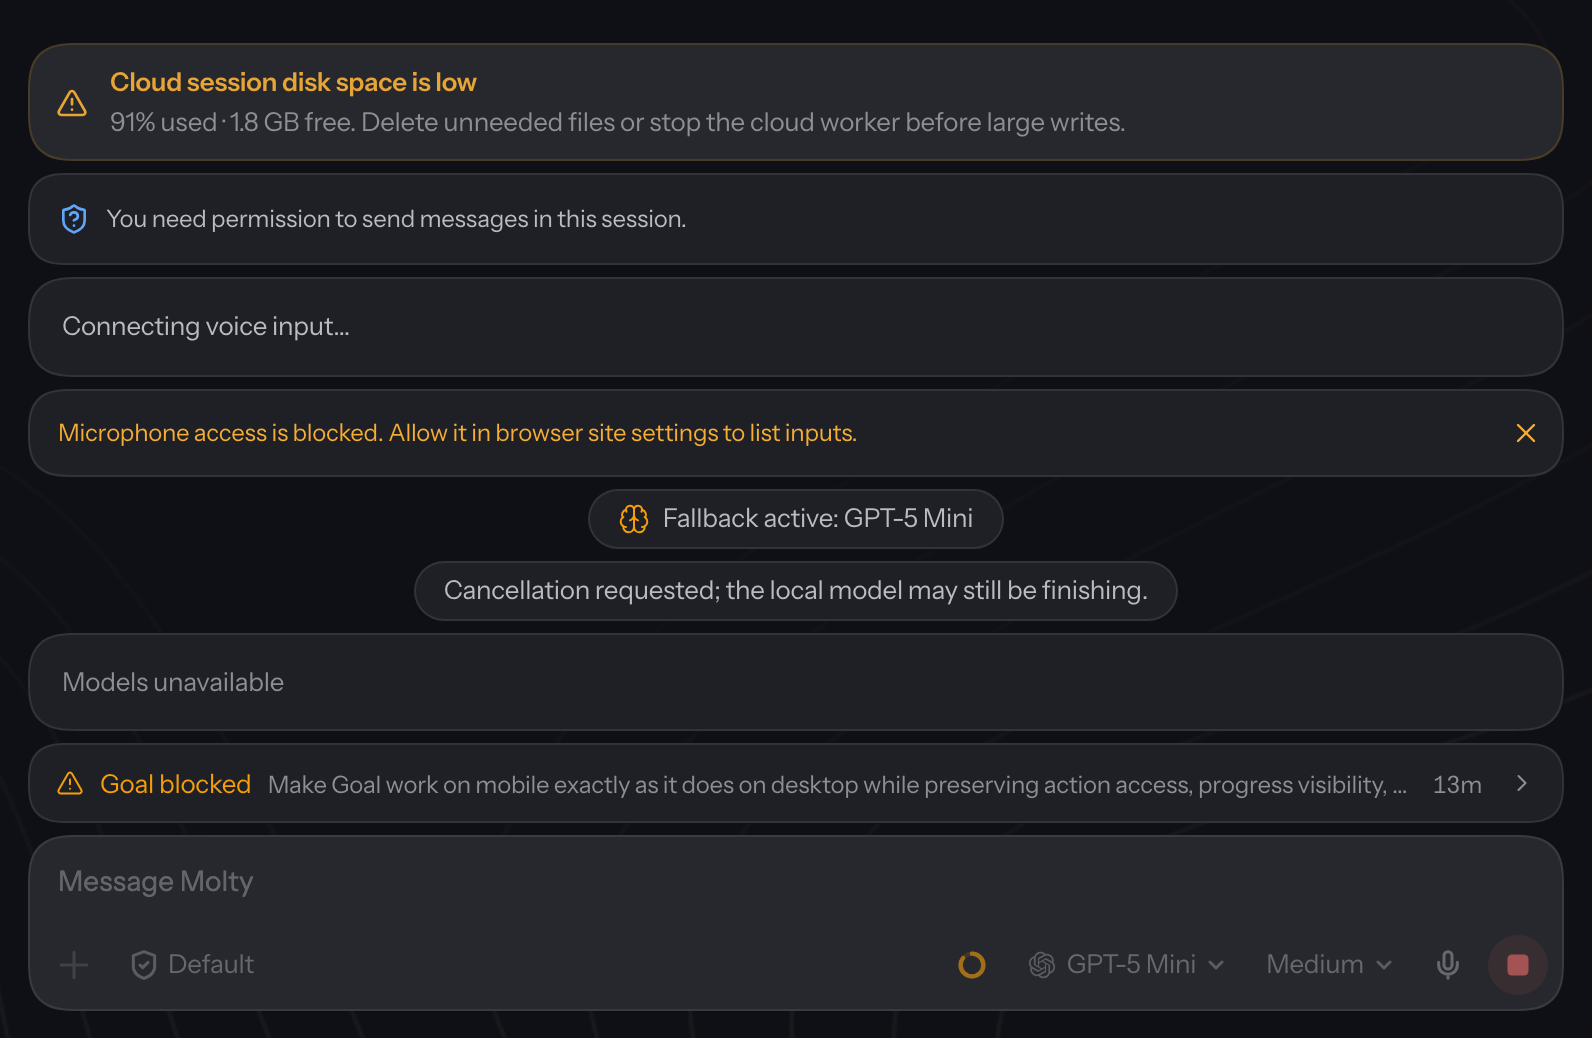 Cloud session disk space is low
91% used · 1.8 GB free. Delete unneeded files or stop the cloud worker before large writes.
You need permission to send messages in this session.
Connecting voice input...
Microphone access is blocked. Allow it in browser site settings to list inputs.
Fallback active: GPT-5 Mini
Cancellation requested; the local model may still be finishing.
Models unavailable
Goal blocked Make Goal work on mobile exactly as it does on desktop while preserving action access, progress visibility, ... 13m
Message Molty
Default GPT-5 Mini Medium